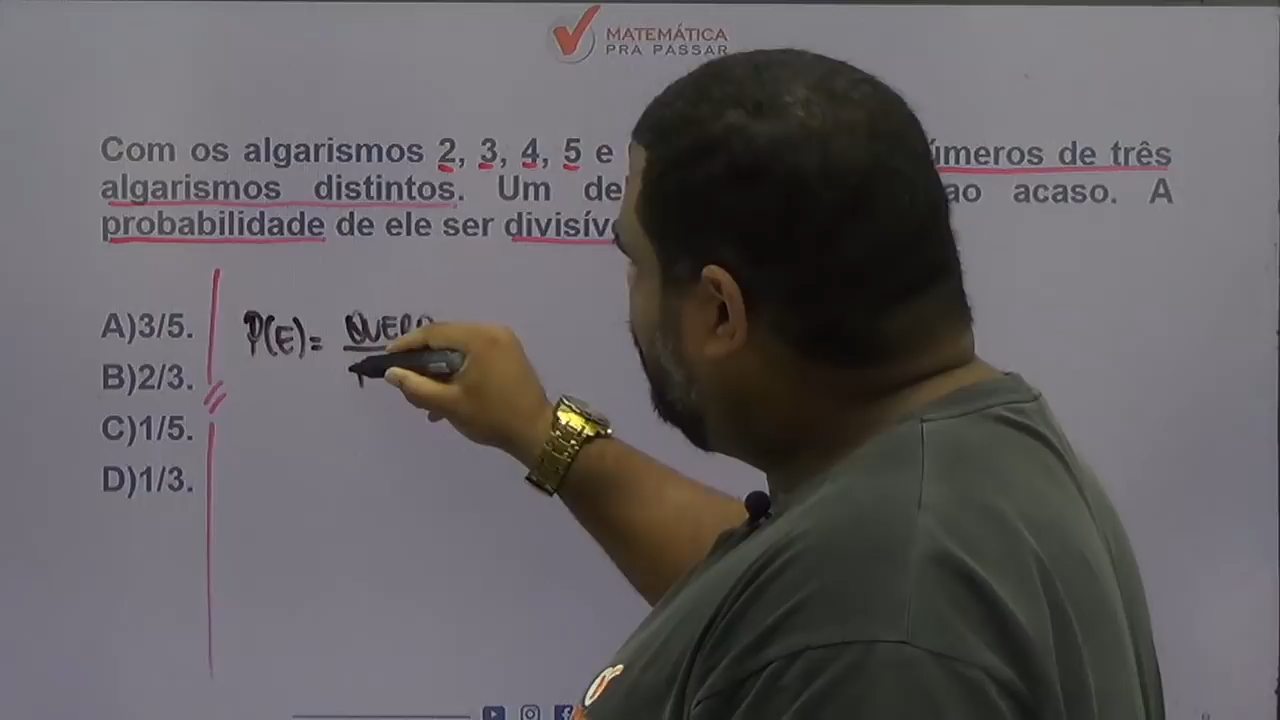 MATEMÁTICA
PRA PASSAR
Com os algarismos 2, 3, 4, 5 e úmeros de três
algarismos distintos. Um de ao acaso. A
probabilidade de ele ser divisív
A)3/5.
P(E)= QUERO
B)2/3.
C)1/5.
D)1/3.